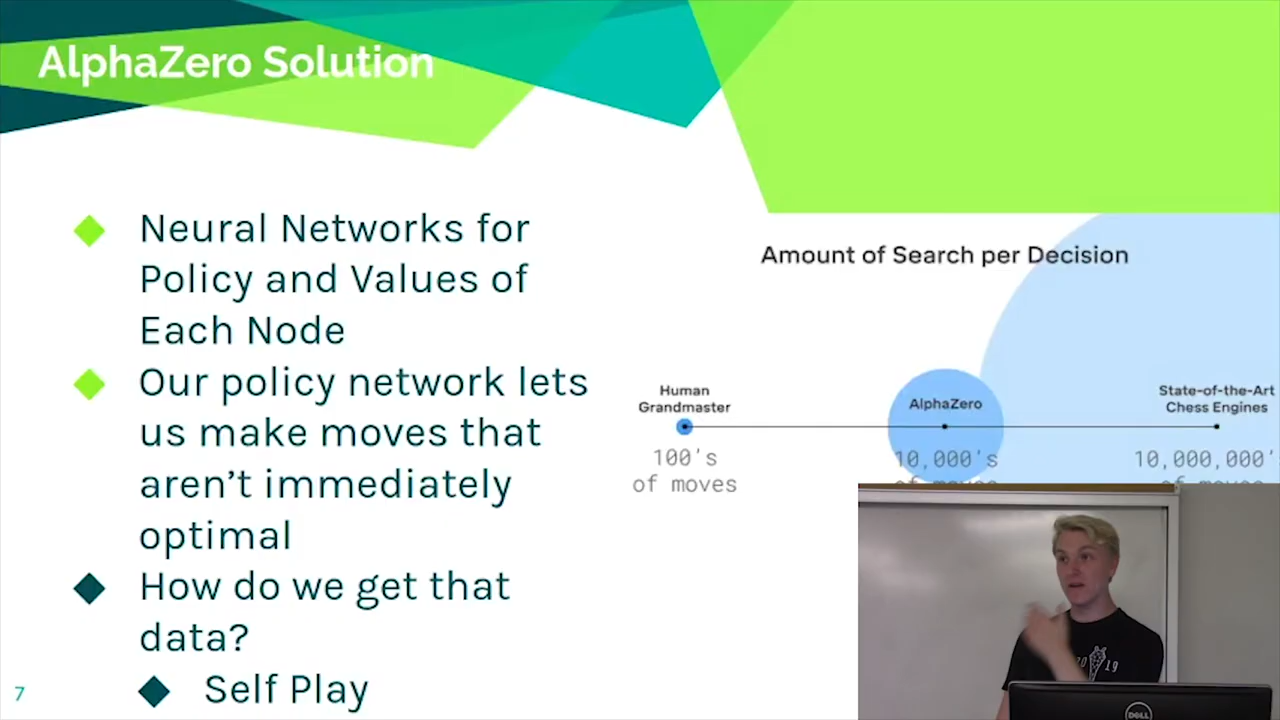 AlphaZero Solution
Neural Networks for
Policy and Values of
Each Node
Our policy network lets
us make moves that
aren't immediately
optimal
How do we get that
data?
Self Play
7
Amount of Search per Decision
Human
Grandmaster
100's
of moves
AlphaZero
10,000's
of moves
State-of-the-Art
Chess Engines
10,000,000's
of moves
20 19
DELL